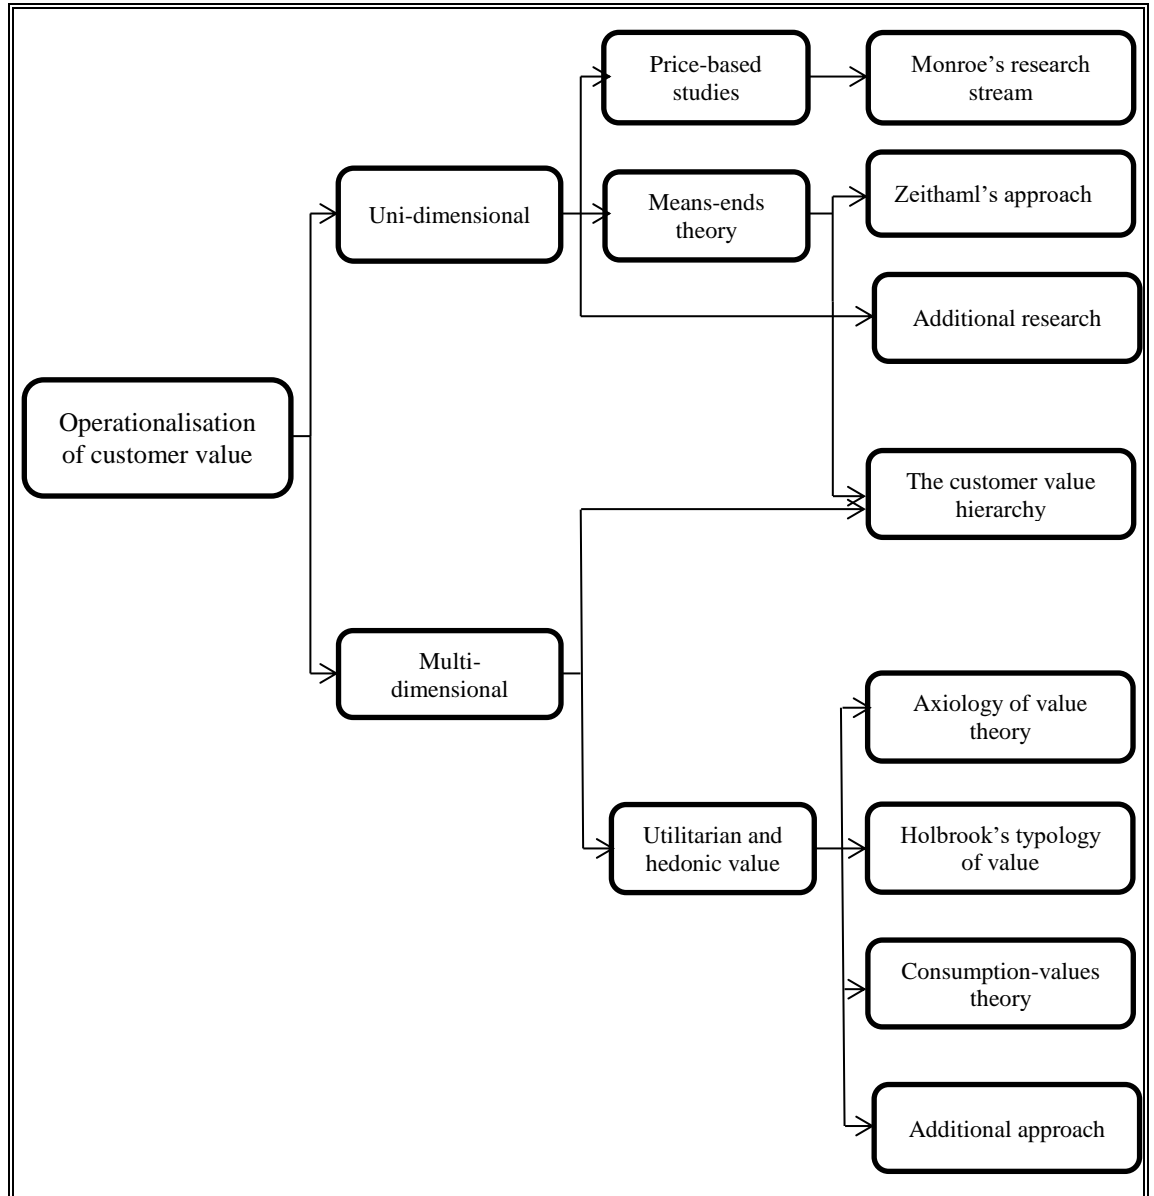 Price-based
studies
Monroe’s research
stream
Uni-dimensional
Means-ends
theory
Zeithaml’s approach
Additional research
Operationalisation
of customer value
The customer value
hierarchy
Multi-
dimensional
Axiology of value
theory
Utilitarian and
hedonic value
Holbrook’s typology
of value
Consumption-values
theory
Additional approach